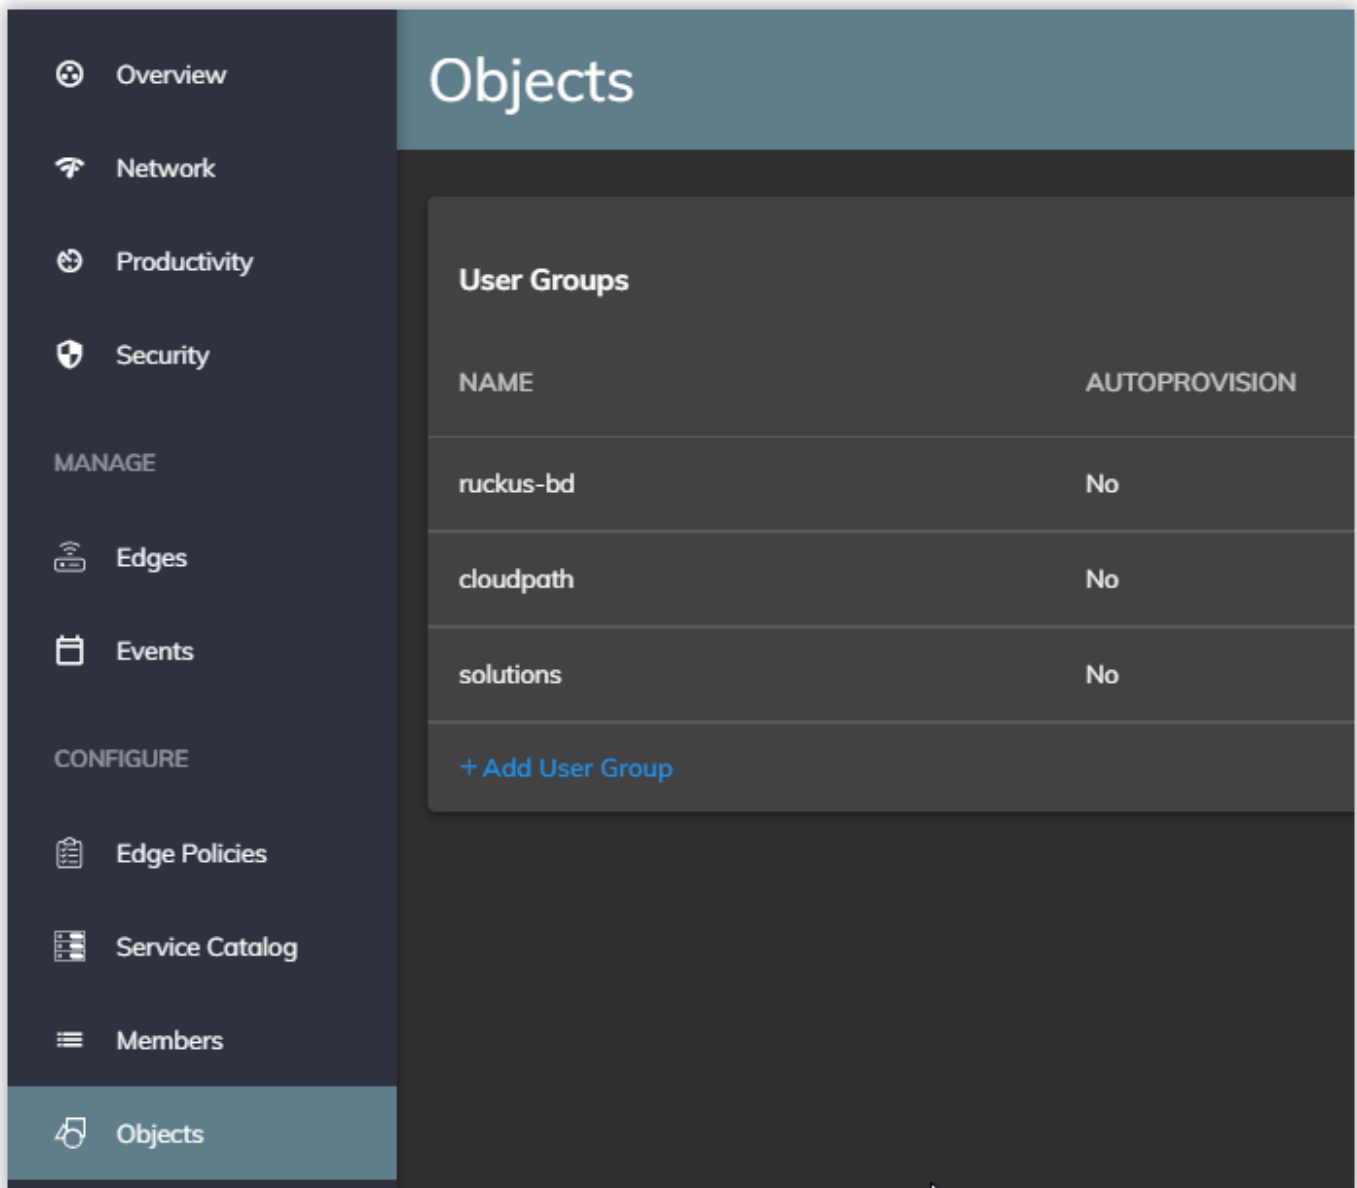 Overview
Network
Productivity
Security
MANAGE
Edges
Events
CONFIGURE
Edge Policies
Service Catalog
Members
Objects
Objects
User Groups
NAME AUTOPROVISION
ruckus-bd No
cloudpath No
solutions No
+ Add User Group